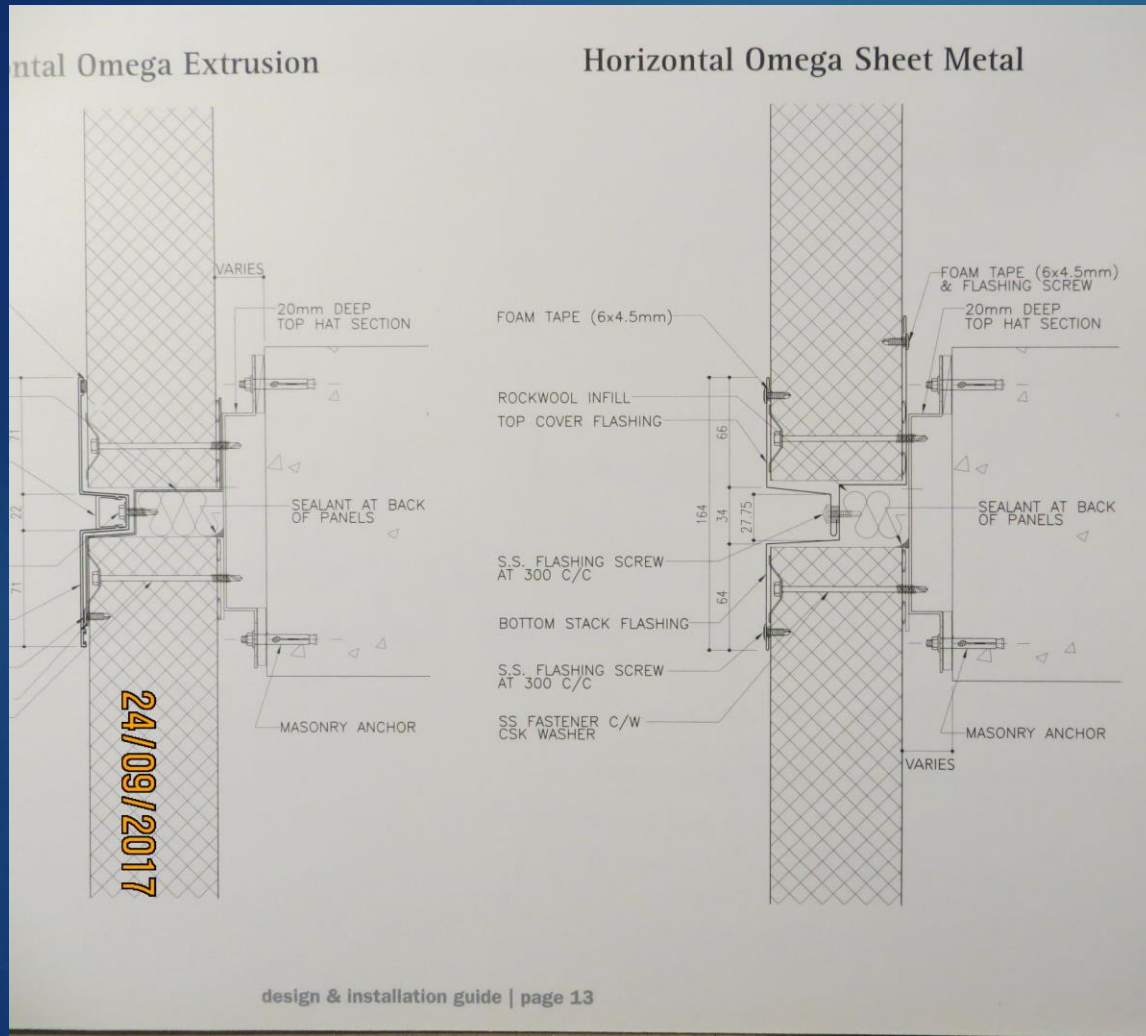 ntal Omega Extrusion
VARIES
20mm DEEP
TOP HAT SECTION
71
22
71
SEALANT AT BACK
OF PANELS
MASONRY ANCHOR
24/09/2017
Horizontal Omega Sheet Metal
FOAM TAPE (6x4.5mm)
& FLASHING SCREW
20mm DEEP
TOP HAT SECTION
FOAM TAPE (6x4.5mm)
ROCKWOOL INFILL
TOP COVER FLASHING
66
164
34
27.75
64
SEALANT AT BACK
OF PANELS
S.S. FLASHING SCREW
AT 300 C/C
BOTTOM STACK FLASHING
S.S. FLASHING SCREW
AT 300 C/C
SS FASTENER C/W
CSK WASHER
MASONRY ANCHOR
VARIES
design & installation guide | page 13